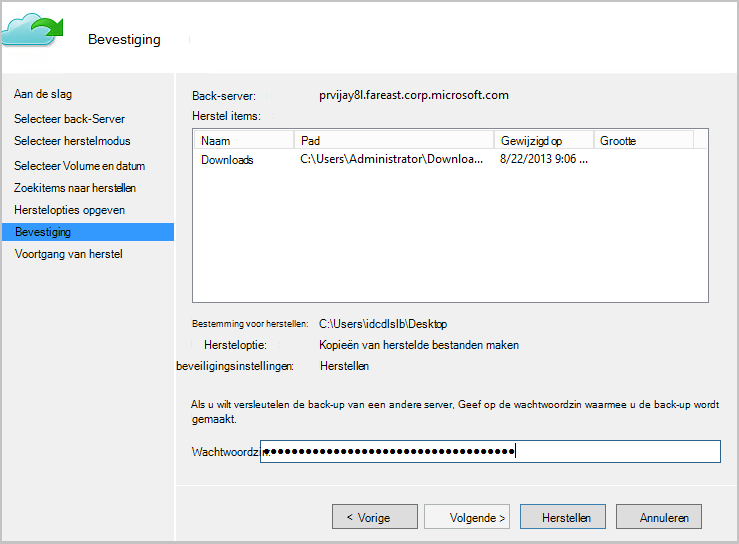 Bevestiging
Aan de slag
Selecteer back-Server
Selecteer herstelmodus
Selecteer Volume en datum
Zoekitems naar herstellen
Herstelopties opgeven
Bevestiging
Voortgang van herstel
Back-server: prvijay8l.fareast.corp.microsoft.com
Herstel items:
Naam Pad Gewijzigd op Grootte
Downloads C:\Users\Administrator\Downloa... 8/22/2013 9:06 ...
Bestemming voor herstellen: C:\Users\idcdlslb\Desktop
Hersteloptie: Kopieën van herstelde bestanden maken
beveiligingsinstellingen: Herstellen
Als u wilt versleutelen de back-up van een andere server, Geef op de wachtwoordzin waarmee u de back-up wordt
gemaakt.
Wachtwoordzin:
< Vorige Volgende > Herstellen Annuleren